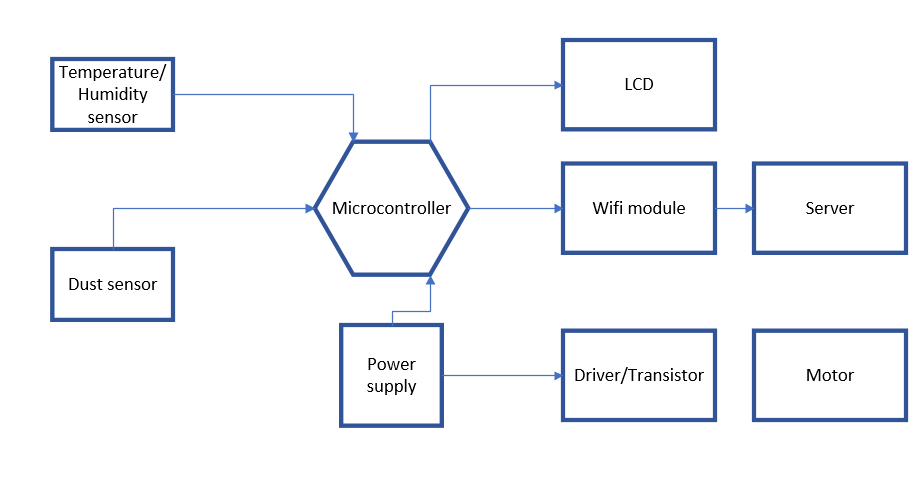 Temperature/
Humidity
sensor
LCD
Microcontroller
Wifi module
Server
Dust sensor
Power
supply
Driver/Transistor
Motor